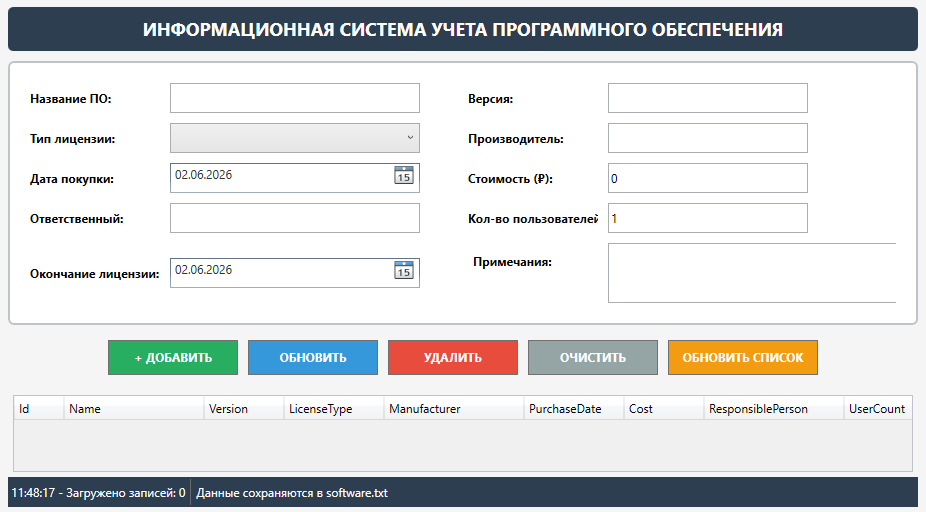 ИНФОРМАЦИОННАЯ СИСТЕМА УЧЕТА ПРОГРАММНОГО ОБЕСПЕЧЕНИЯ
Название ПО: Версия:
Тип лицензии: Производитель:
Дата покупки: 02.06.2026 15 Стоимость (₽): 0
Ответственный: Кол-во пользователей 1
Окончание лицензии: 02.06.2026 15 Примечания:
+ ДОБАВИТЬ ОБНОВИТЬ УДАЛИТЬ ОЧИСТИТЬ ОБНОВИТЬ СПИСОК
Id Name Version LicenseType Manufacturer PurchaseDate Cost ResponsiblePerson UserCount
11:48:17 - Загружено записей: 0 Данные сохраняются в software.txt